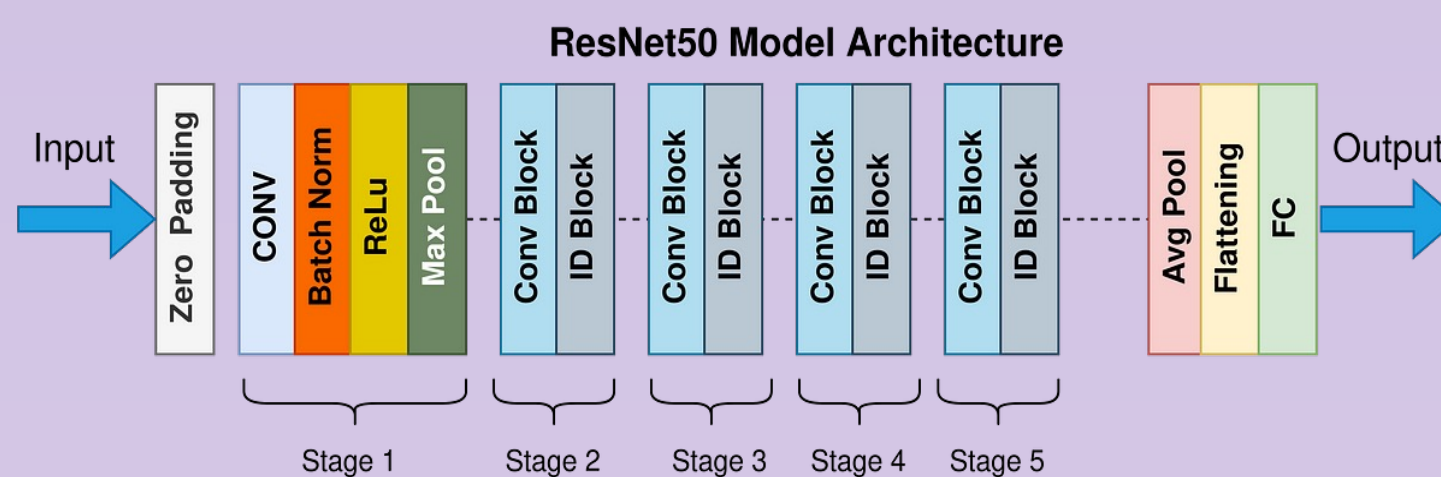 ResNet50 Model Architecture
Input
Zero Padding
CONV
Batch Norm
ReLu
Max Pool
Conv Block
ID Block
Conv Block
ID Block
Conv Block
ID Block
Conv Block
ID Block
Avg Pool
Flattening
FC
Output
Stage 1
Stage 2
Stage 3
Stage 4
Stage 5